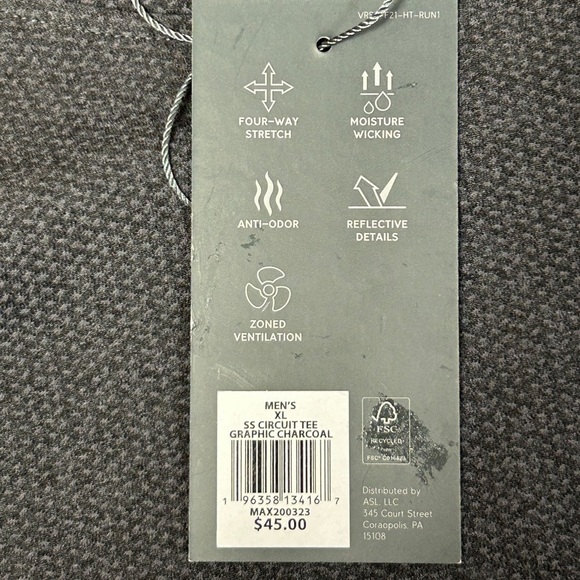 FOUR-WAY
STRETCH
MOISTURE
WICKING
ANTI-ODOR
REFLECTIVE
DETAILS
ZONED
VENTILATION
MEN'S
XL
SS CIRCUIT TEE
GRAPHIC CHARCOAL
1 96358 13416 7
MAX200323
$45.00
FSC
RECYCLED
Distributed by
ASL, LLC
345 Court Street
Coraopolis, PA
15108